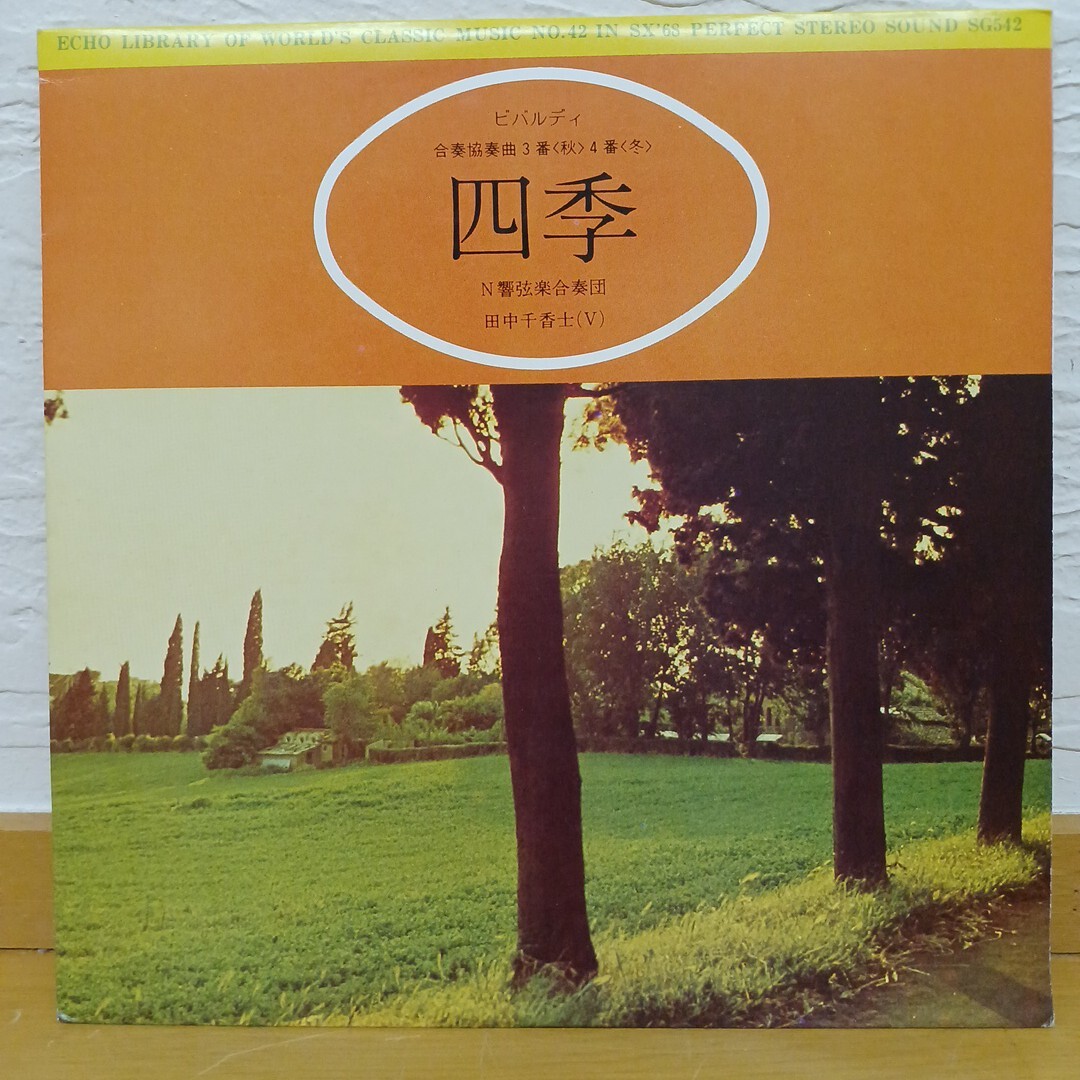 ECHO LIBRARY OF WORLD'S CLASSIC MUSIC NO.42 IN SX'68 PERFECT STEREO SOUND SG542
ビバルディ
合奏協奏曲3番〈秋〉4番〈冬〉
四季
N響弦楽合奏団
田中千香士(V)